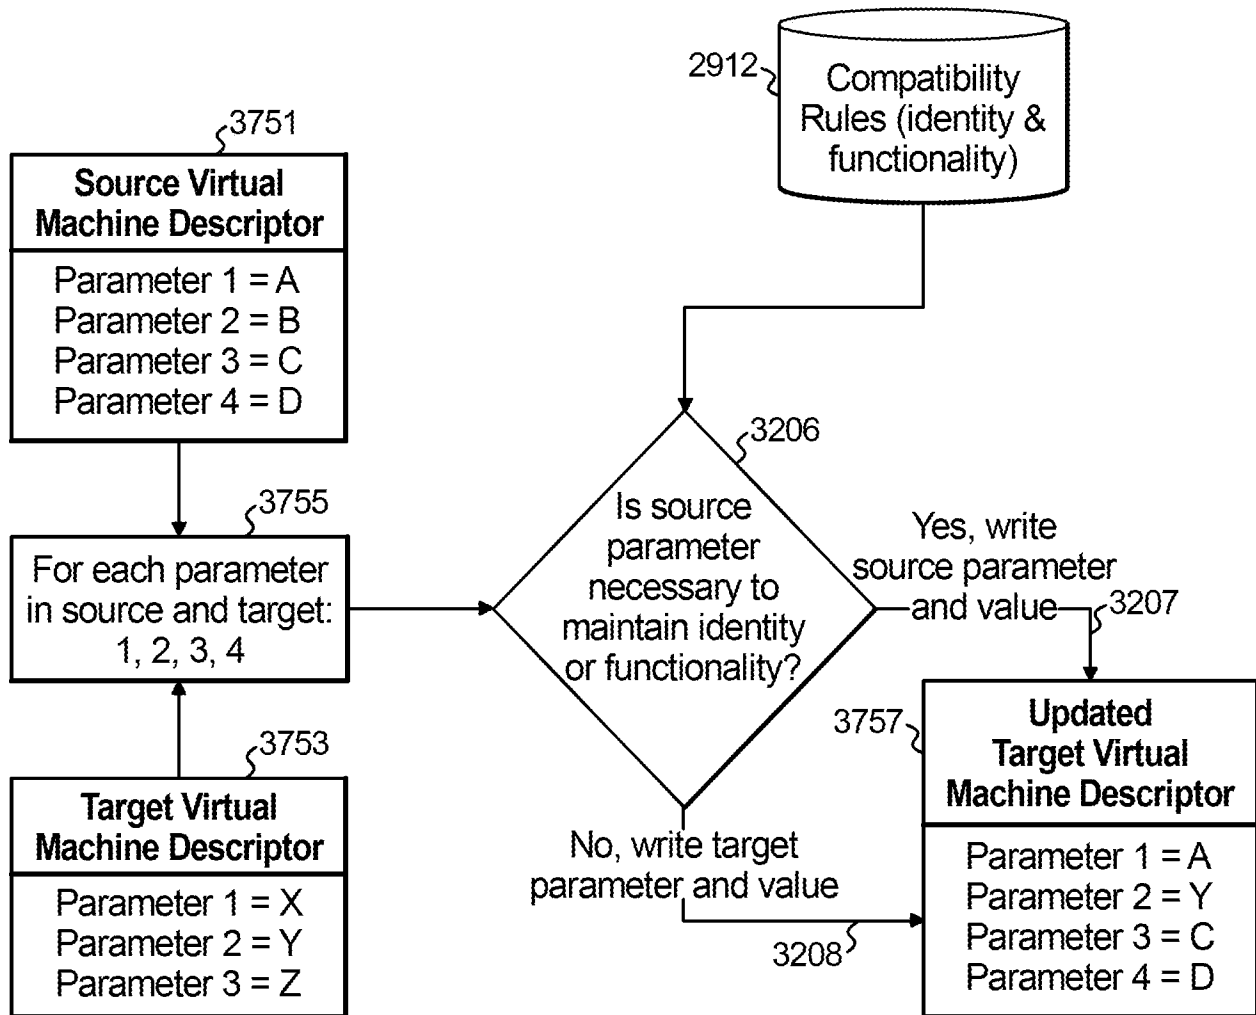 2912
Compatibility
Rules (identity &
functionality)
3751
Source Virtual
Machine Descriptor
Parameter 1 = A
Parameter 2 = B
Parameter 3 = C
Parameter 4 = D
3755
For each parameter
in source and target:
1, 2, 3, 4
3753
Target Virtual
Machine Descriptor
Parameter 1 = X
Parameter 2 = Y
Parameter 3 = Z
3206
Is source
parameter
necessary to
maintain identity
or functionality?
Yes, write
source parameter
and value
3207
No, write target
parameter and value
3208
3757
Updated
Target Virtual
Machine Descriptor
Parameter 1 = A
Parameter 2 = Y
Parameter 3 = C
Parameter 4 = D